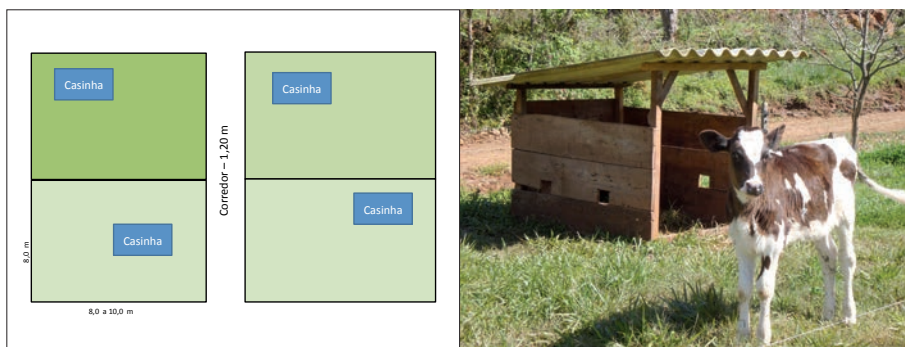 Casinha
Casinha
Corredor – 1,20 m
Casinha
Casinha
8,0 m
8,0 a 10,0 m